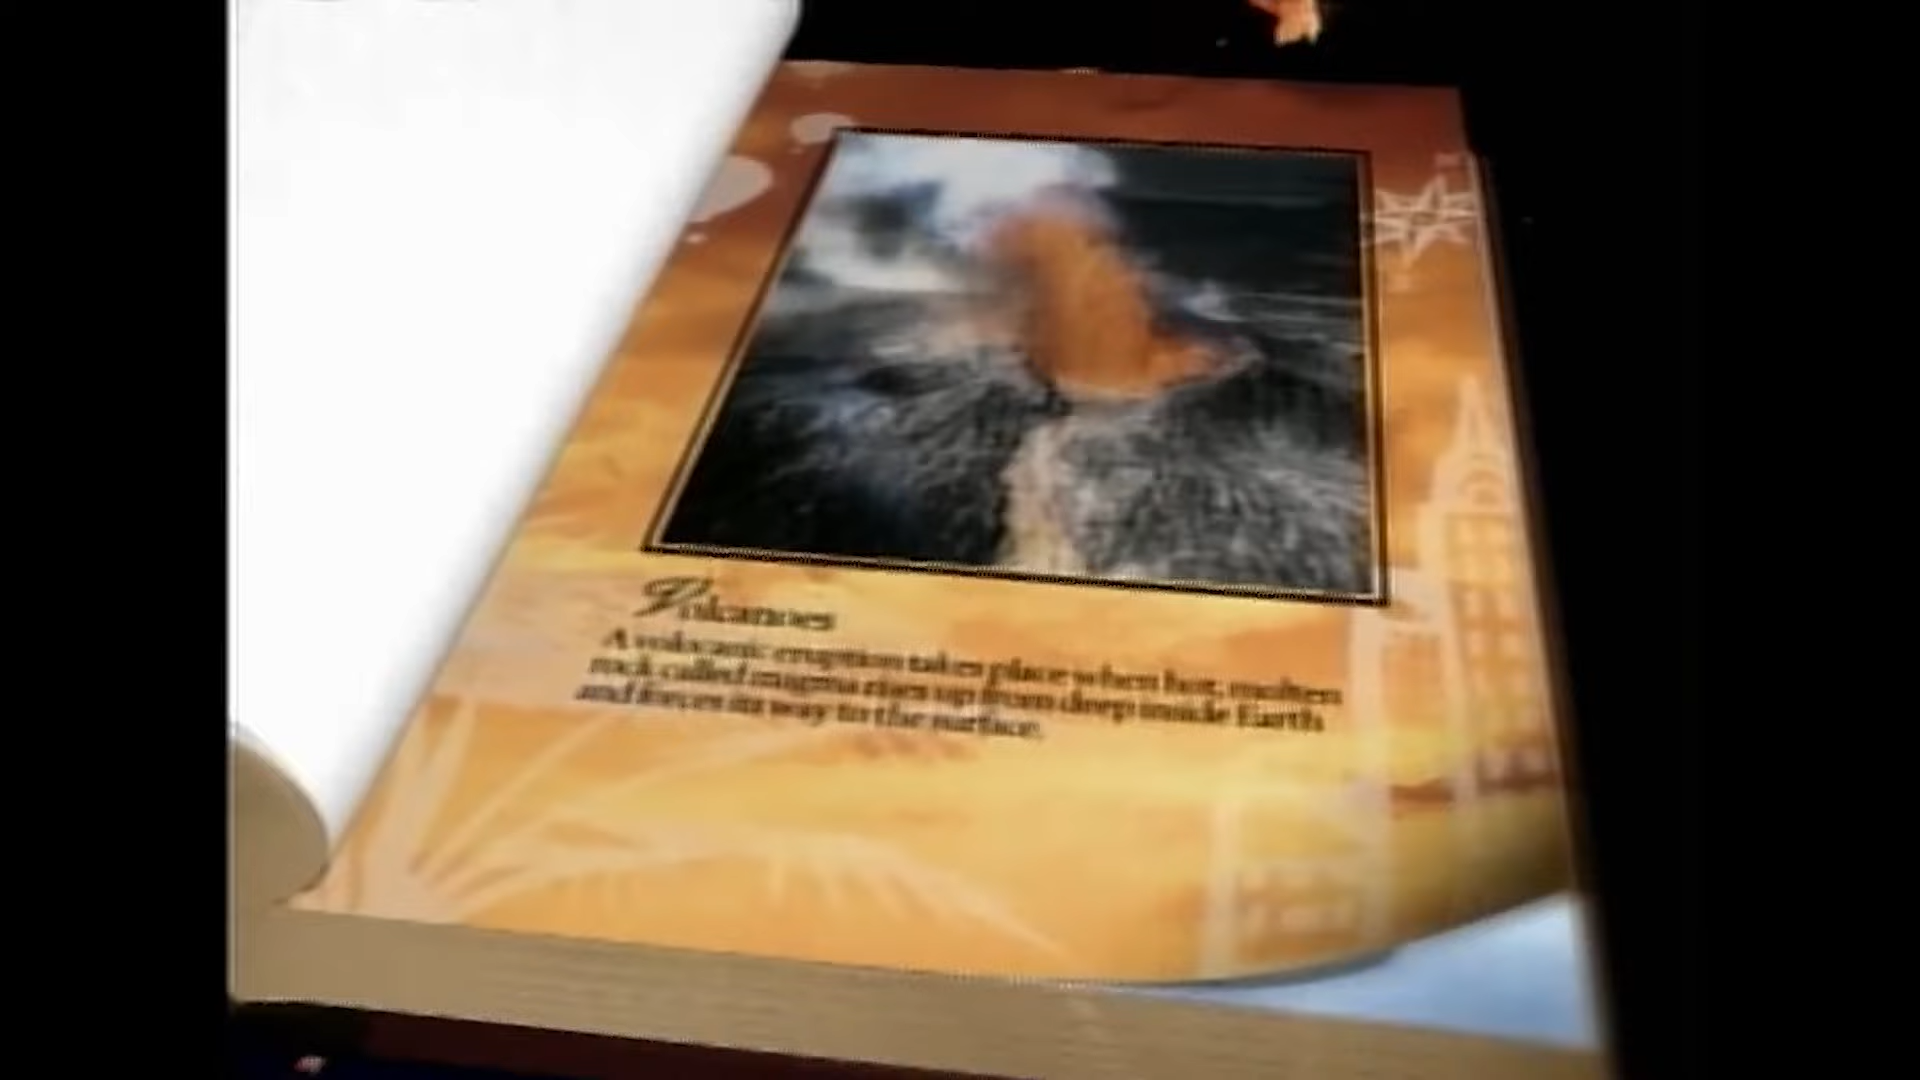 Volcanoes
A volocanic eruption takes place when hot, molten
rock called magma rises up from deep inside Earth
and forces its way to the surface.